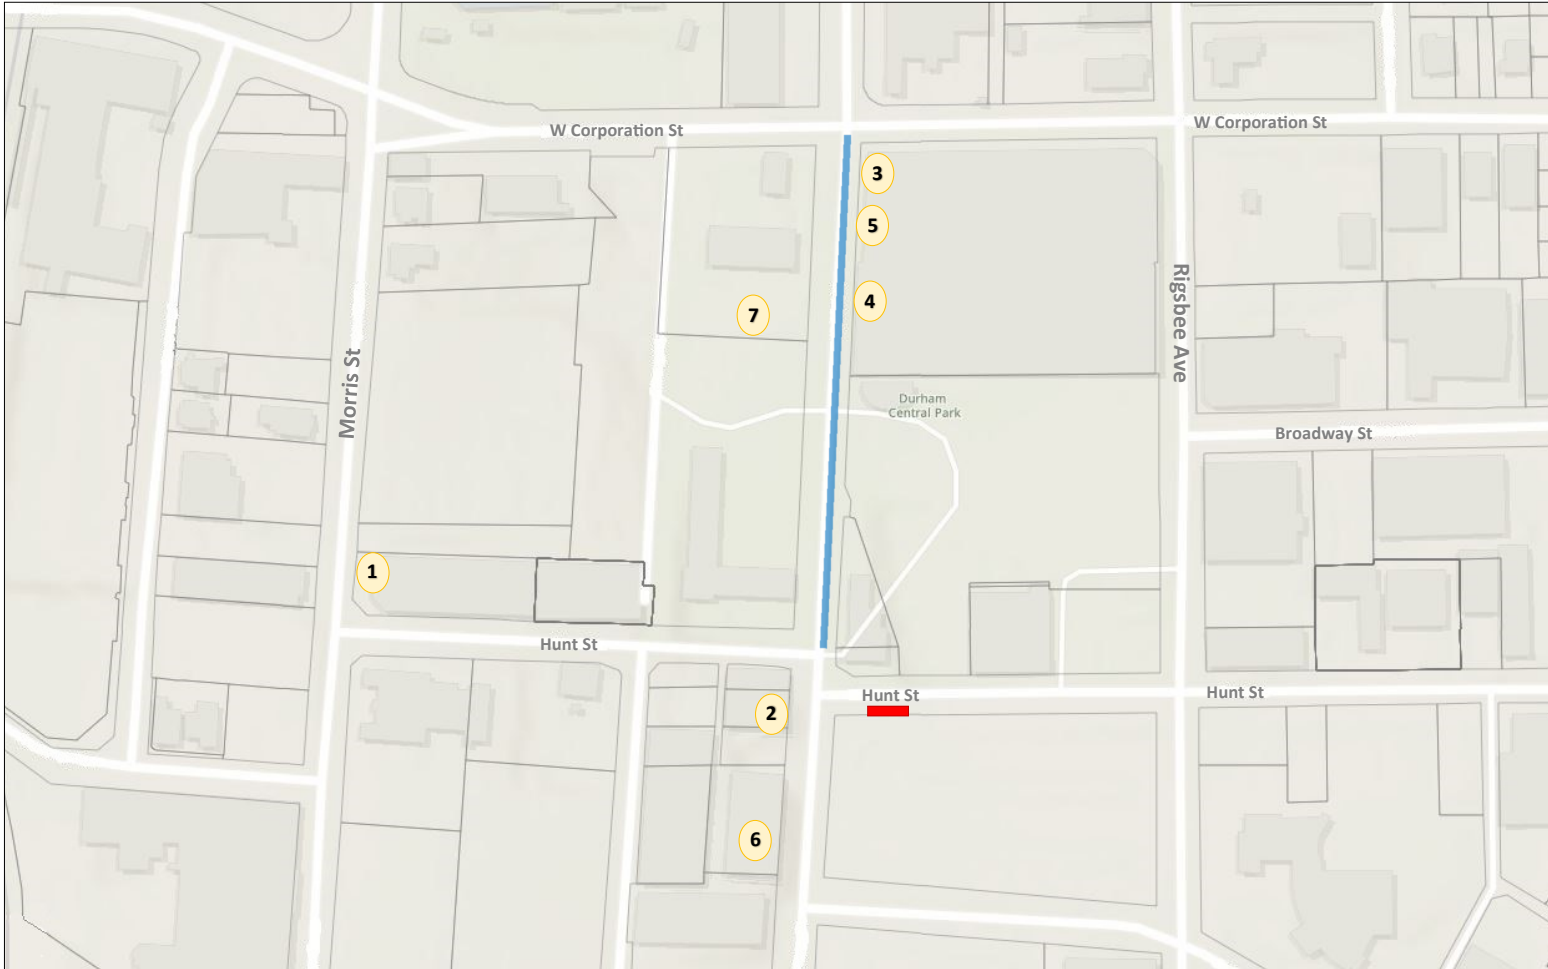 W Corporation St
W Corporation St
3
5
4
7
Rigsbee Ave
Morris St
Durham
Central Park
Broadway St
1
Hunt St
Hunt St
Hunt St
2
6